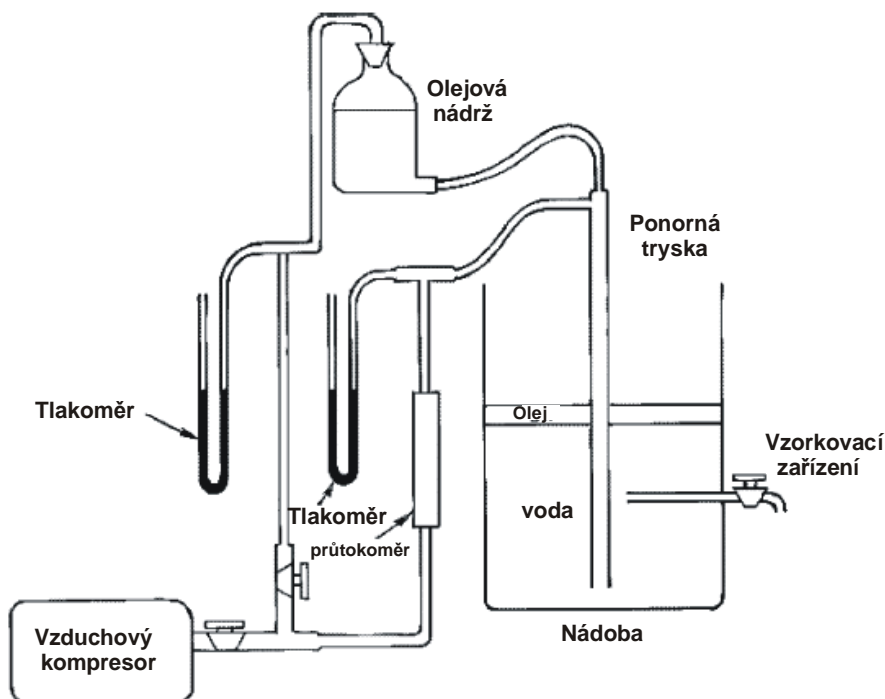 Olejová
nádrž
Ponorná
tryska
Tlakoměr
Olej
Vzorkovací
zařízení
voda
Tlakoměr
průtokoměr
Vzduchový
kompresor
Nádoba